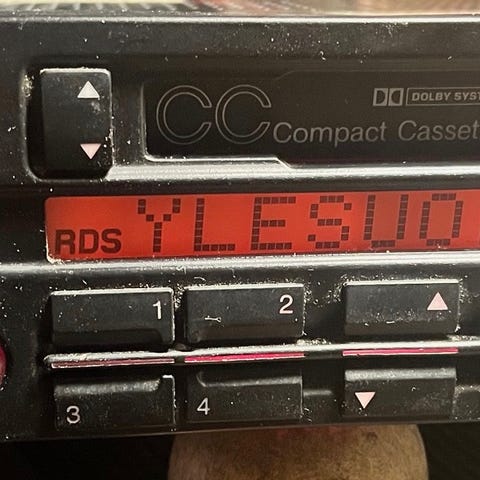 CC Compact Casset
DOLBY SYST
RDS YLESUO
1 2
3 4